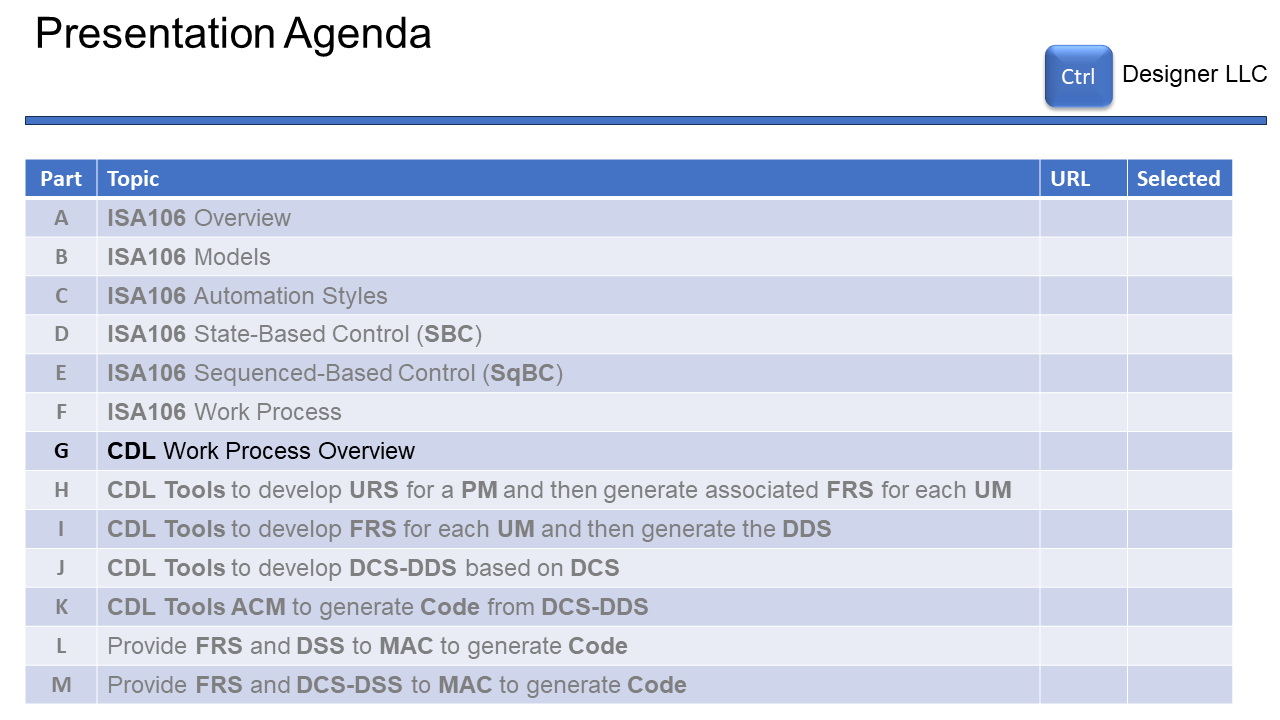 Presentation Agenda
Ctrl Designer LLC
Part Topic URL Selected
A ISA106 Overview
B ISA106 Models
C ISA106 Automation Styles
D ISA106 State-Based Control (SBC)
E ISA106 Sequenced-Based Control (SqBC)
F ISA106 Work Process
G CDL Work Process Overview
H CDL Tools to develop URS for a PM and then generate associated FRS for each UM
I CDL Tools to develop FRS for each UM and then generate the DDS
J CDL Tools to develop DCS-DDS based on DCS
K CDL Tools ACM to generate Code from DCS-DDS
L Provide FRS and DSS to MAC to generate Code
M Provide FRS and DCS-DSS to MAC to generate Code